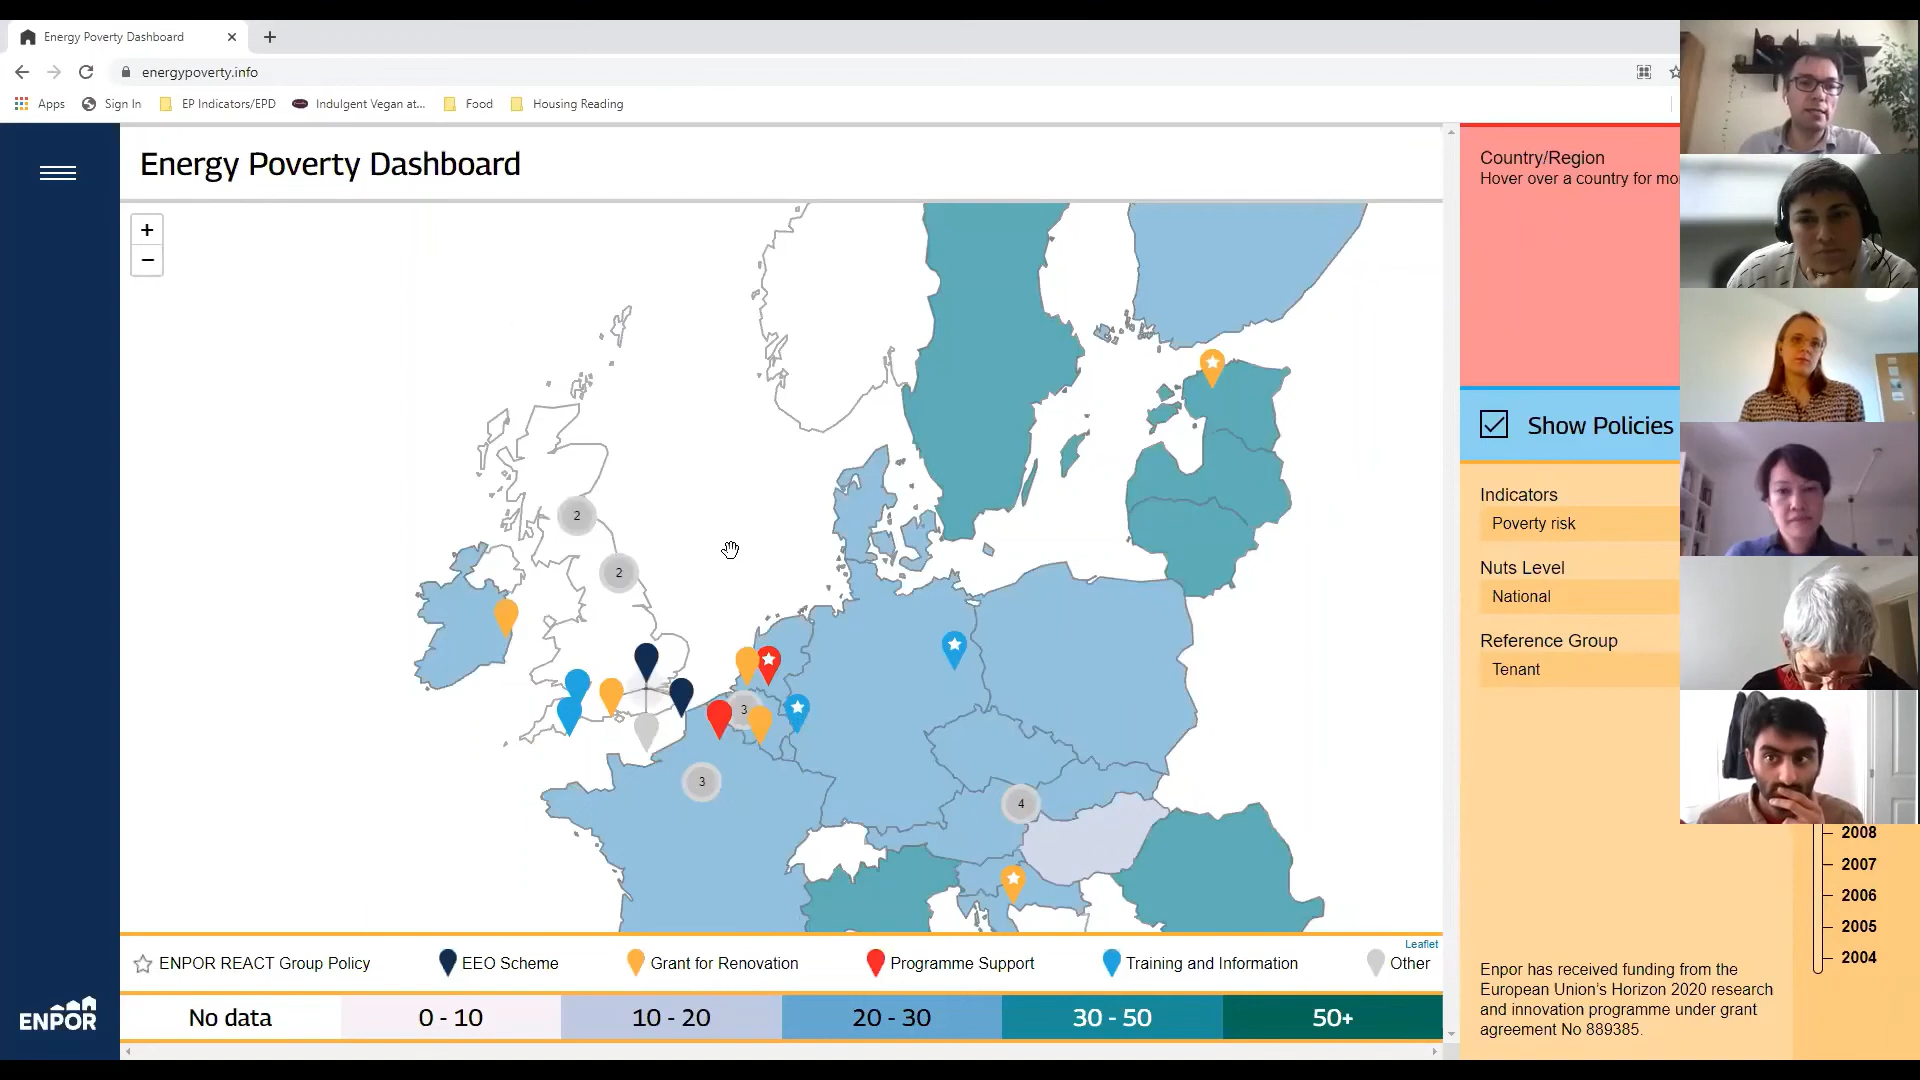 Energy Poverty Dashboard
energypoverty.info
Apps
Sign In
EP Indicators/EPD
Indulgent Vegan at...
Food
Housing Reading
Energy Poverty Dashboard
+
−
2
2
3
3
4
Country/Region
Hover over a country for mo
Show Policies
Indicators
Poverty risk
Nuts Level
National
Reference Group
Tenant
2008
2007
2006
2005
2004
Enpor has received funding from the
European Union's Horizon 2020 research
and innovation programme under grant
agreement No 889385.
Leaflet
ENPOR REACT Group Policy
EEO Scheme
Grant for Renovation
Programme Support
Training and Information
Other
No data
0 - 10
10 - 20
20 - 30
30 - 50
50+
ENPOR